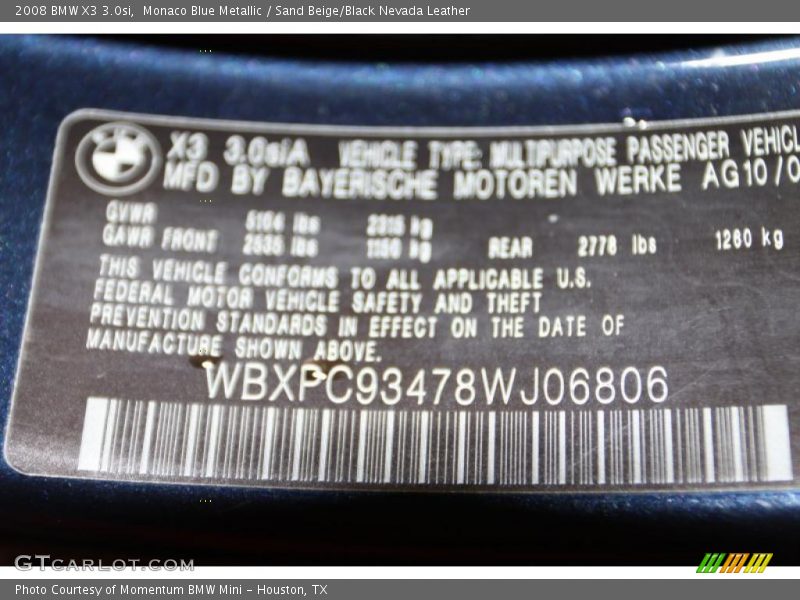 2008 BMW X3 3.0si, Monaco Blue Metallic / Sand Beige/Black Nevada Leather
X3 3.0siA VEHICLE TYPE: MULTIPURPOSE PASSENGER VEHICL
MFD BY BAYERISCHE MOTOREN WERKE AG 10/0
GVWR 5104 lbs 2315 kg
GAWR FRONT 2535 lbs 1150 kg REAR 2778 lbs 1260 kg
THIS VEHICLE CONFORMS TO ALL APPLICABLE U.S.
FEDERAL MOTOR VEHICLE SAFETY AND THEFT
PREVENTION STANDARDS IN EFFECT ON THE DATE OF
MANUFACTURE SHOWN ABOVE.
WBXPC93478WJ06806
GTCARLOT.COM
Photo Courtesy of Momentum BMW Mini - Houston, TX